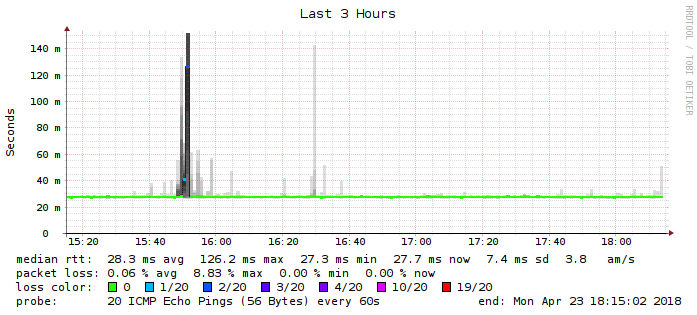 Last 3 Hours
RRDTOOL / TOBI OETIKER
Seconds
140 m
120 m
100 m
80 m
60 m
40 m
20 m
0
15:20 15:40 16:00 16:20 16:40 17:00 17:20 17:40 18:00
median rtt: 28.3 ms avg 126.2 ms max 27.3 ms min 27.7 ms now 7.4 ms sd 3.8 am/s
packet loss: 0.06 % avg 8.83 % max 0.00 % min 0.00 % now
loss color: 0 1/20 2/20 3/20 4/20 10/20 19/20
probe: 20 ICMP Echo Pings (56 Bytes) every 60s end: Mon Apr 23 18:15:02 2018